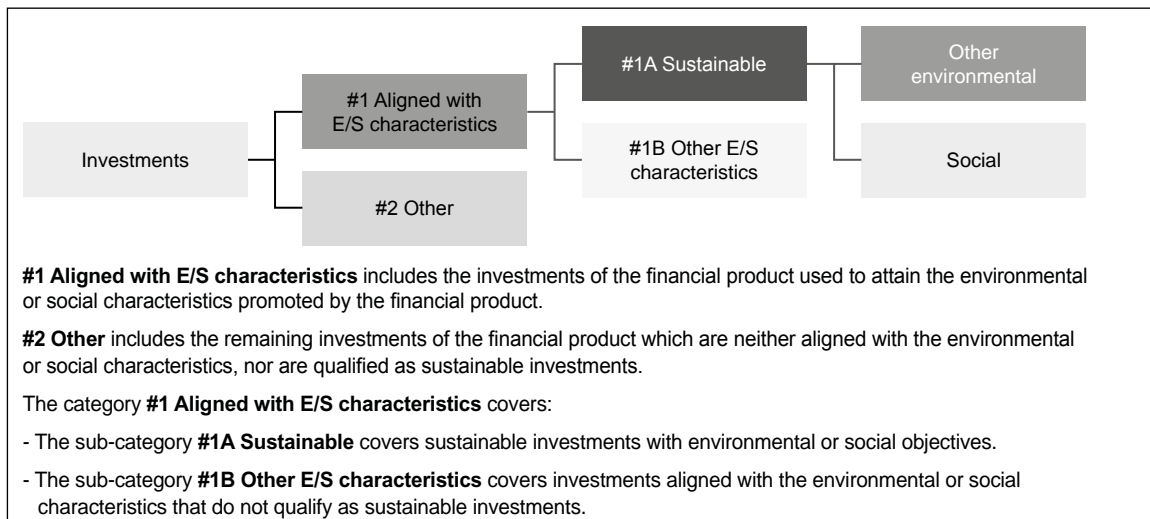 Investments
#1 Aligned with
E/S characteristics
#2 Other
#1A Sustainable
#1B Other E/S
characteristics
Other
environmental
Social
#1 Aligned with E/S characteristics includes the investments of the financial product used to attain the environmental
or social characteristics promoted by the financial product.
#2 Other includes the remaining investments of the financial product which are neither aligned with the environmental
or social characteristics, nor are qualified as sustainable investments.
The category #1 Aligned with E/S characteristics covers:
- The sub-category #1A Sustainable covers sustainable investments with environmental or social objectives.
- The sub-category #1B Other E/S characteristics covers investments aligned with the environmental or social
characteristics that do not qualify as sustainable investments.